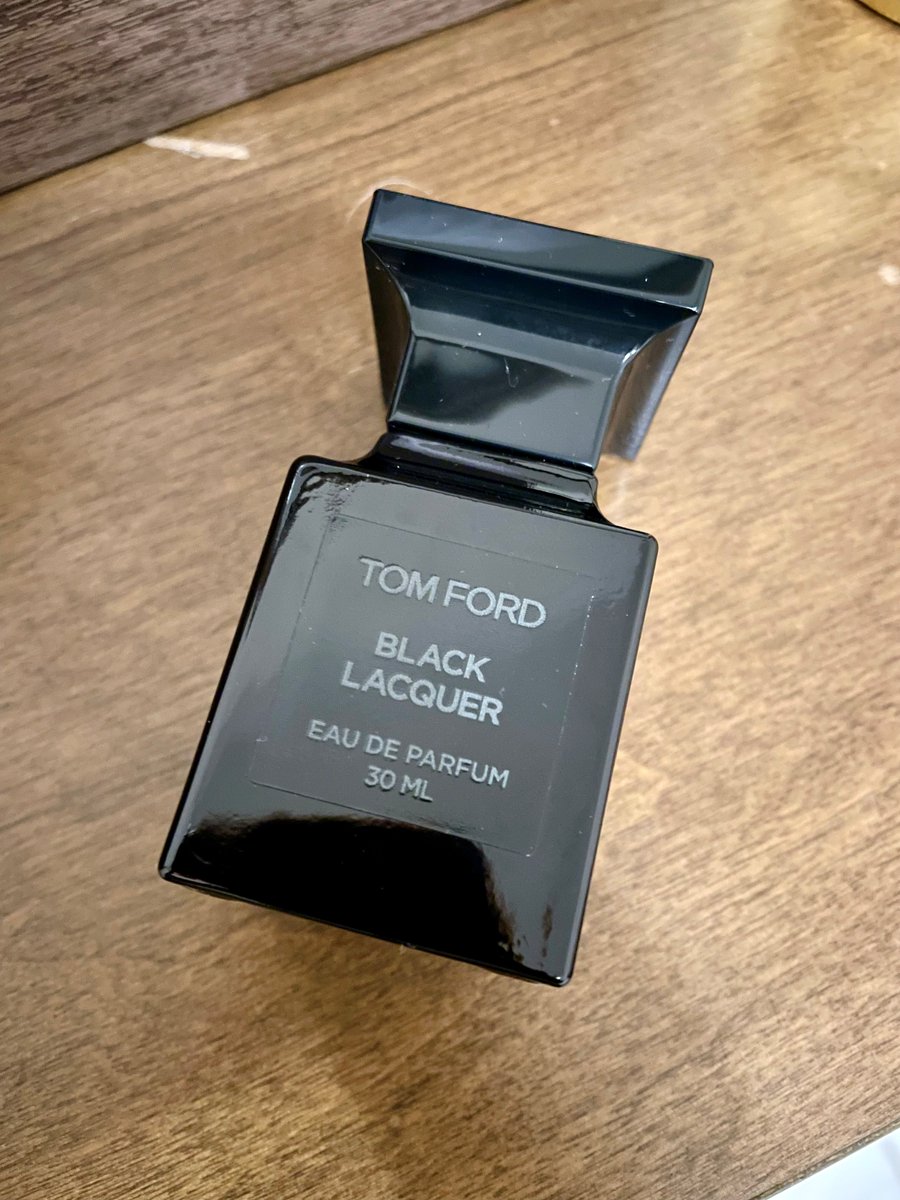 TOM FORD
BLACK
LACQUER
EAU DE PARFUM
30 ML